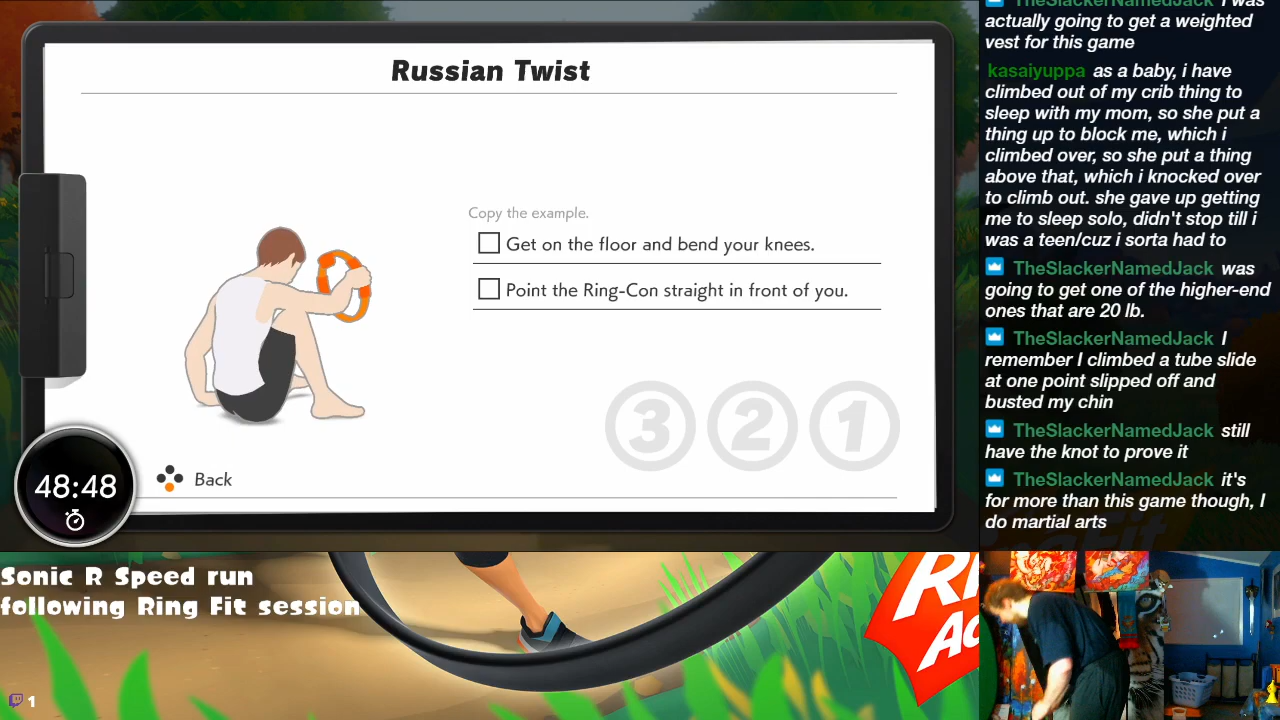 Russian Twist
Copy the example.
Get on the floor and bend your knees.
Point the Ring-Con straight in front of you.
3 2 1
48:48
Back
Sonic R Speed run
following Ring Fit session
1
TheSlackerNamedJack I was
actually going to get a weighted
vest for this game
kasaiyuppa as a baby, i have
climbed out of my crib thing to
sleep with my mom, so she put a
thing up to block me, which i
climbed over, so she put a thing
above that, which i knocked over
to climb out. she gave up getting
me to sleep solo, didn't stop till i
was a teen/cuz i sorta had to
TheSlackerNamedJack was
going to get one of the higher-end
ones that are 20 lb.
TheSlackerNamedJack I
remember I climbed a tube slide
at one point slipped off and
busted my chin
TheSlackerNamedJack still
have the knot to prove it
TheSlackerNamedJack it's
for more than this game though, I
do martial arts